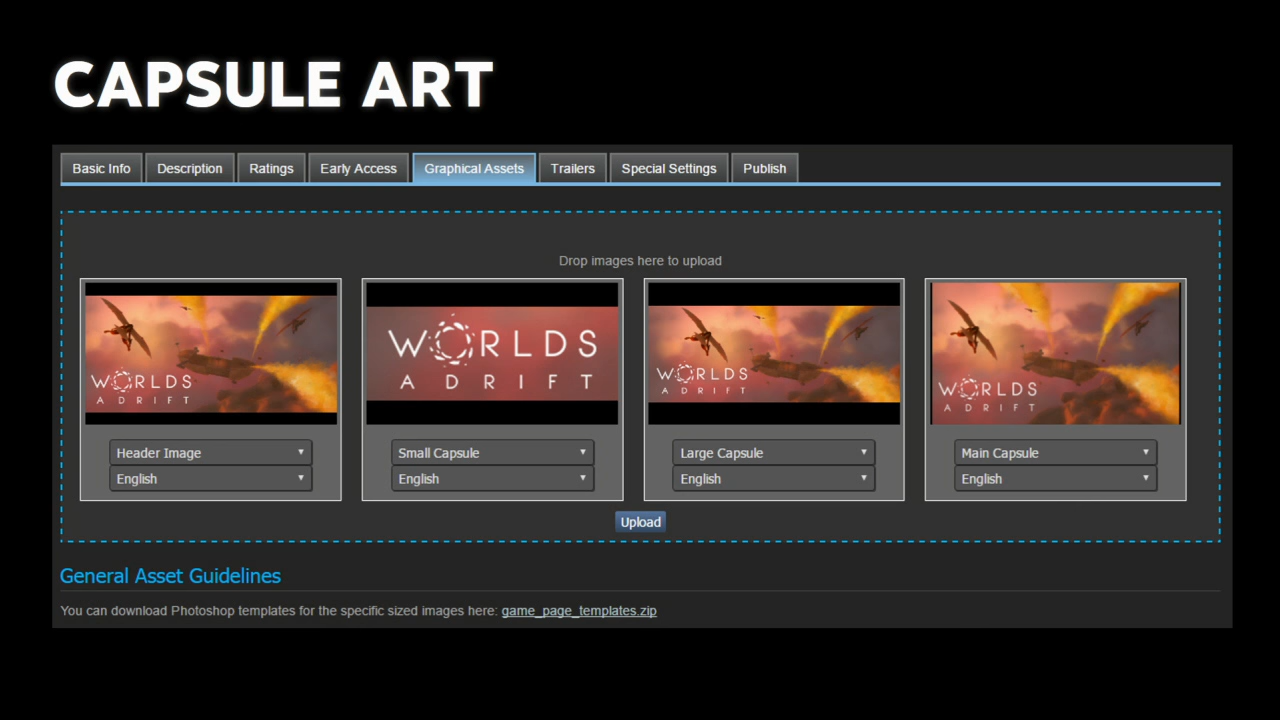 CAPSULE ART
Basic Info Description Ratings Early Access Graphical Assets Trailers Special Settings Publish
Drop images here to upload
WORLDS ADRIFT
WORLDS ADRIFT
WORLDS ADRIFT
WORLDS ADRIFT
Header Image Small Capsule Large Capsule Main Capsule
English English English English
Upload
General Asset Guidelines
You can download Photoshop templates for the specific sized images here: game_page_templates.zip